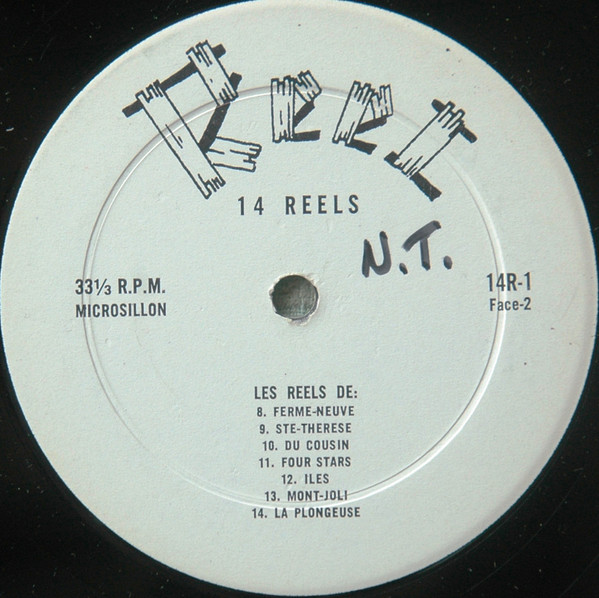 REEL
14 REELS
N.T.
33⅓ R.P.M.
MICROSILLON
14R-1
Face-2
LES REELS DE:
8. FERME-NEUVE
9. STE-THERESE
10. DU COUSIN
11. FOUR STARS
12. ILES
13. MONT-JOLI
14. LA PLONGEUSE